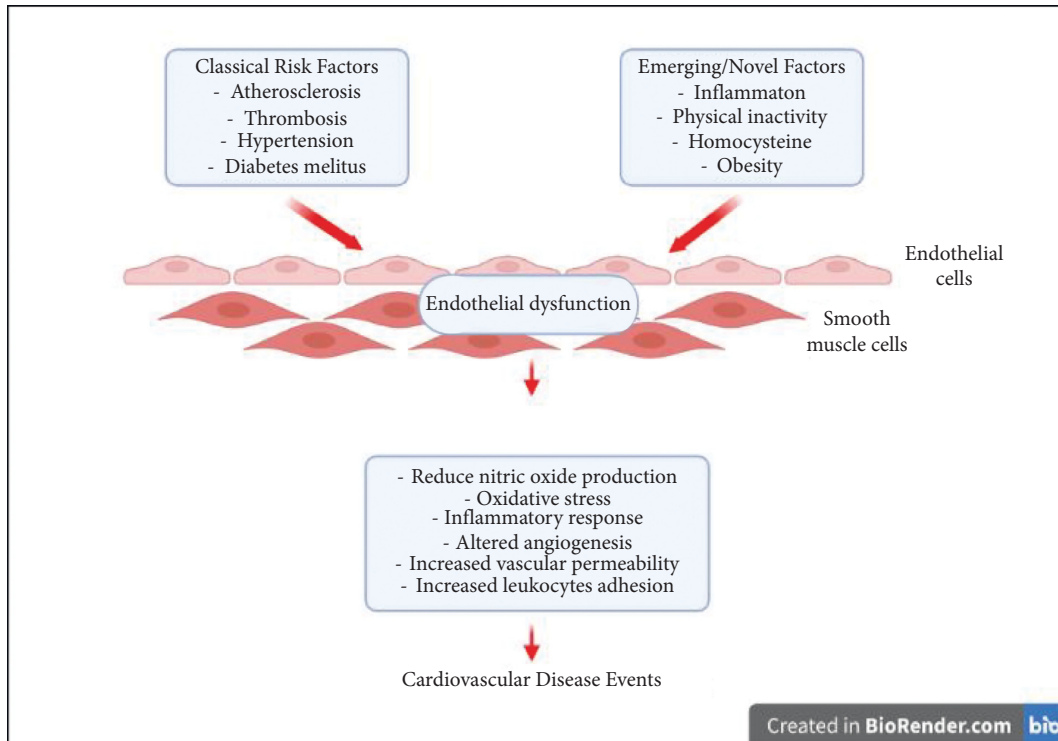 Classical Risk Factors
- Atherosclerosis
- Thrombosis
- Hypertension
- Diabetes melitus
Emerging/Novel Factors
- Inflammaton
- Physical inactivity
- Homocysteine
- Obesity
Endothelial
cells
Endothelial dysfunction
Smooth
muscle cells
- Reduce nitric oxide production
- Oxidative stress
- Inflammatory response
- Altered angiogenesis
- Increased vascular permeability
- Increased leukocytes adhesion
Cardiovascular Disease Events
Created in BioRender.com bio